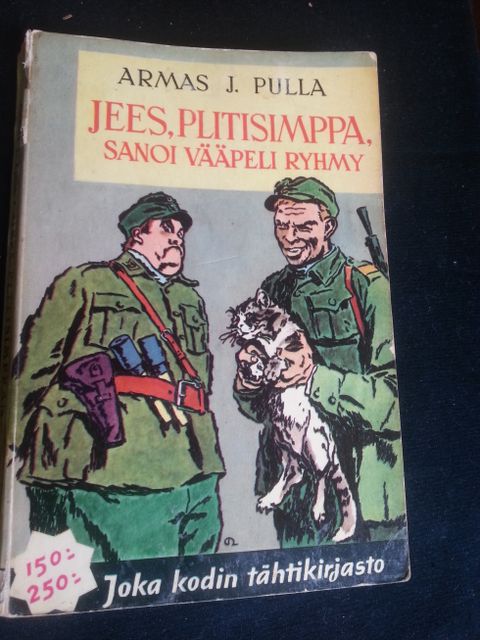 ARMAS J. PULLA
JEES, PLITISIMPPA,
SANOI VÄÄPELI RYHMY
150:-
250:-
Joka kodin tähtikirjasto